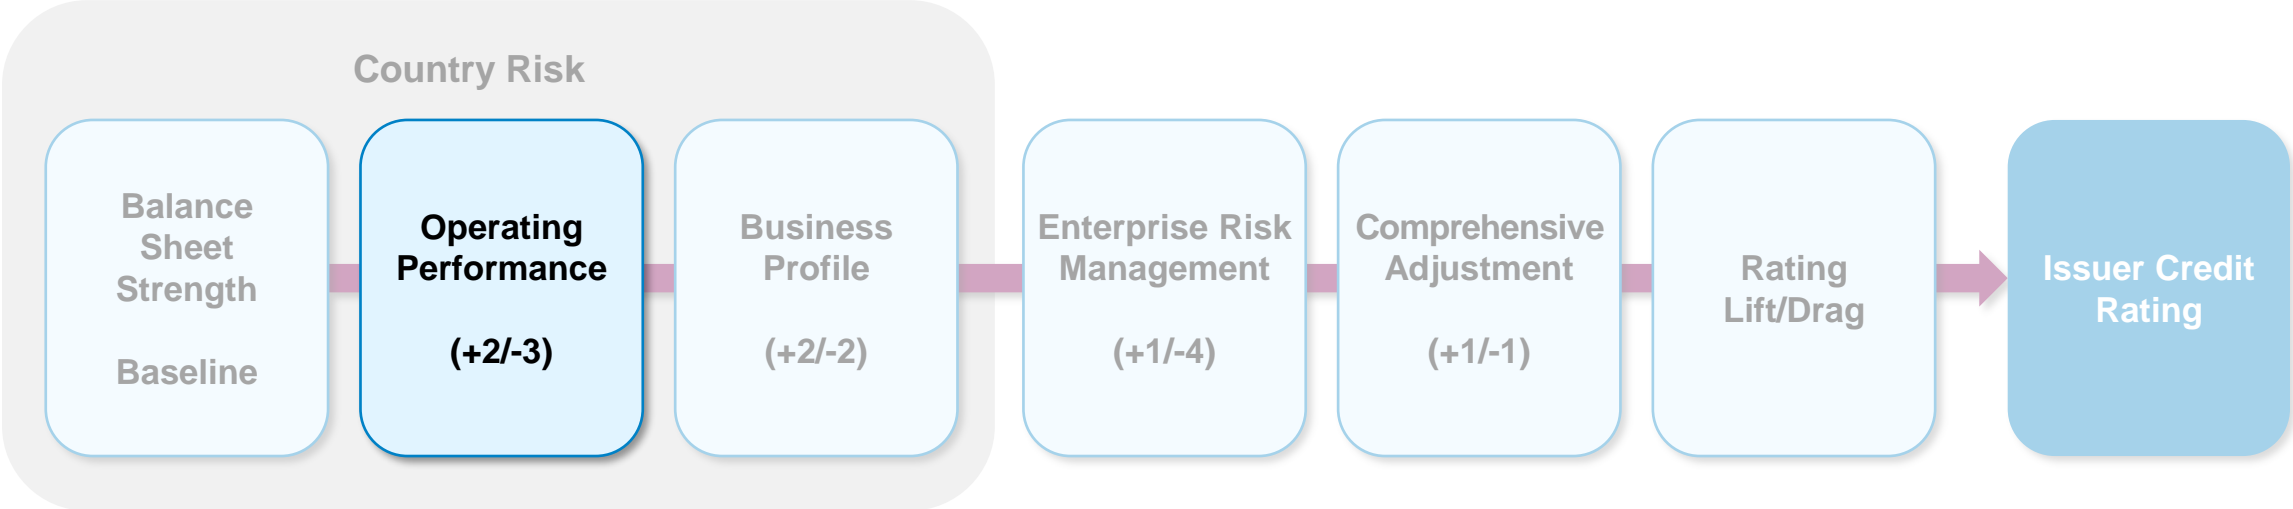 Country Risk
Balance
Sheet
Strength
Baseline
Operating
Performance
(+2/-3)
Business
Profile
(+2/-2)
Enterprise Risk
Management
(+1/-4)
Comprehensive
Adjustment
(+1/-1)
Rating
Lift/Drag
Issuer Credit
Rating